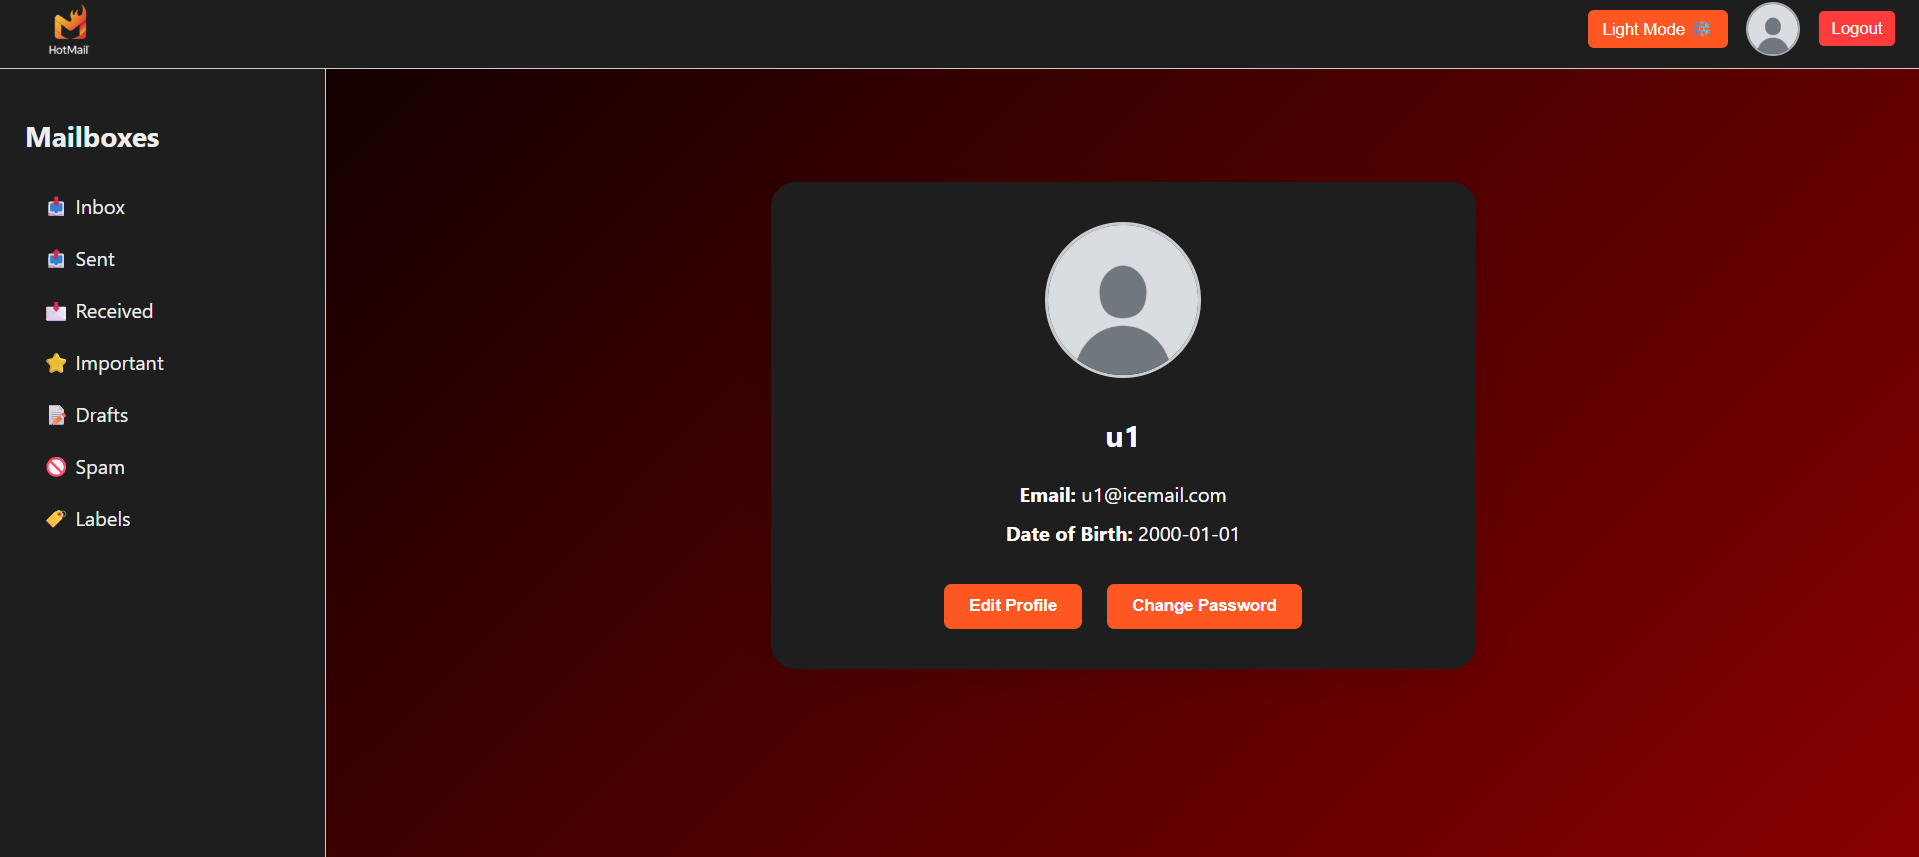 HotMail
Light Mode
Logout
Mailboxes
Inbox
Sent
Received
Important
Drafts
Spam
Labels
u1
Email: u1@icemail.com
Date of Birth: 2000-01-01
Edit Profile
Change Password